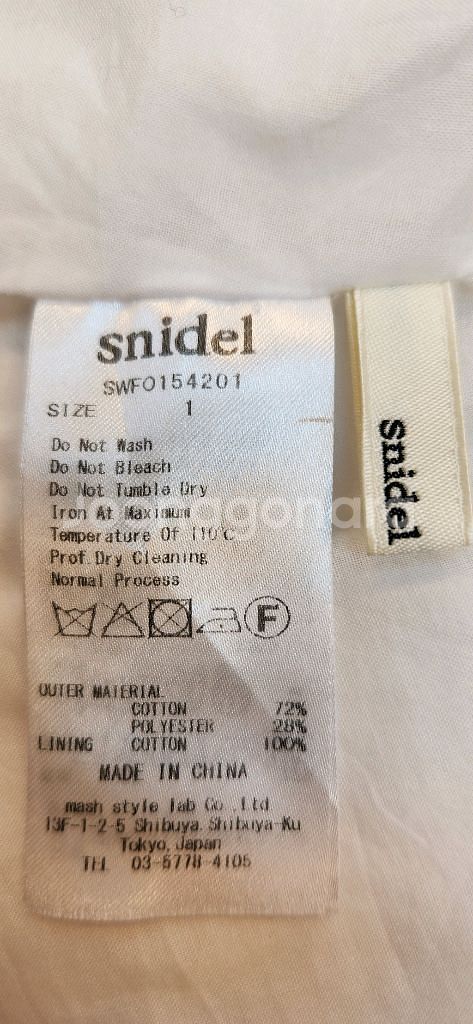 snidel
SWFO154201
SIZE 1
Do Not Wash
Do Not Bleach
Do Not Tumble Dry
Iron At Maximum
Temperature Of 110°C
Prof.Dry Cleaning
Normal Process
F
OUTER MATERIAL
COTTON 72%
POLYESTER 28%
LINING COTTON 100%
MADE IN CHINA
mash style lab Co.,Ltd
13F-1-2-5 Shibuya.Shibuya-Ku
Tokyo,Japan
TEL 03-5778-4105
snidel